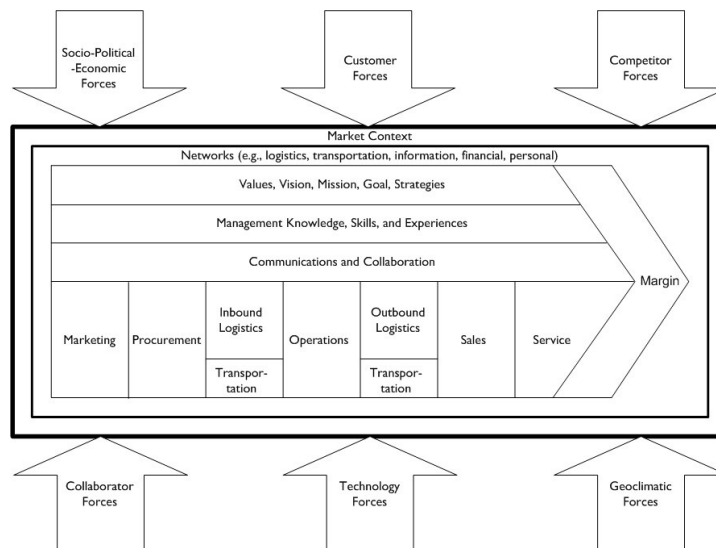 Socio-Political
-Economic
Forces
Customer
Forces
Competitor
Forces
Market Context
Networks (e.g., logistics, transportation, information, financial, personal)
Values, Vision, Mission, Goal, Strategies
Management Knowledge, Skills, and Experiences
Communications and Collaboration
Margin
Marketing
Procurement
Inbound
Logistics
Transpor-
tation
Operations
Outbound
Logistics
Transpor-
tation
Sales
Service
Collaborator
Forces
Technology
Forces
Geoclimatic
Forces